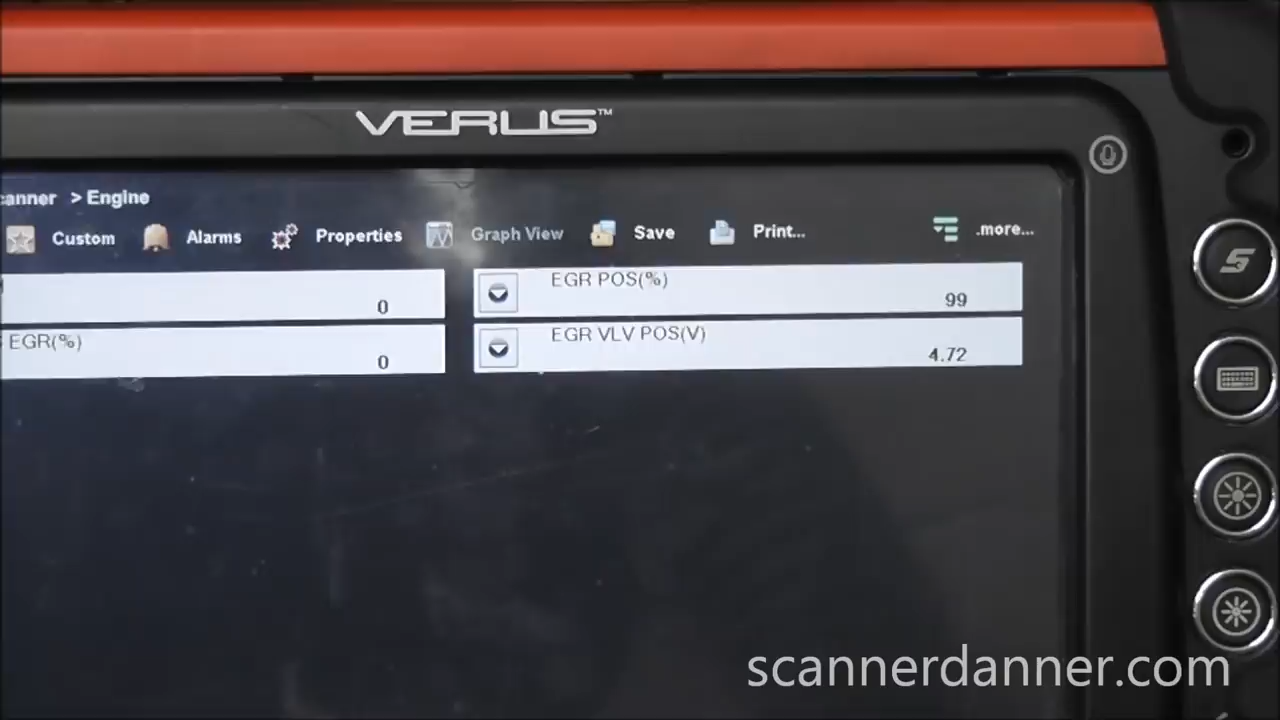 VERUS™
> Engine
Custom Alarms Properties Graph View Save Print... .more...
0
EGR POS(%)
99
EGR(%)
0
EGR VLV POS(V)
4.72
scannerdanner.com